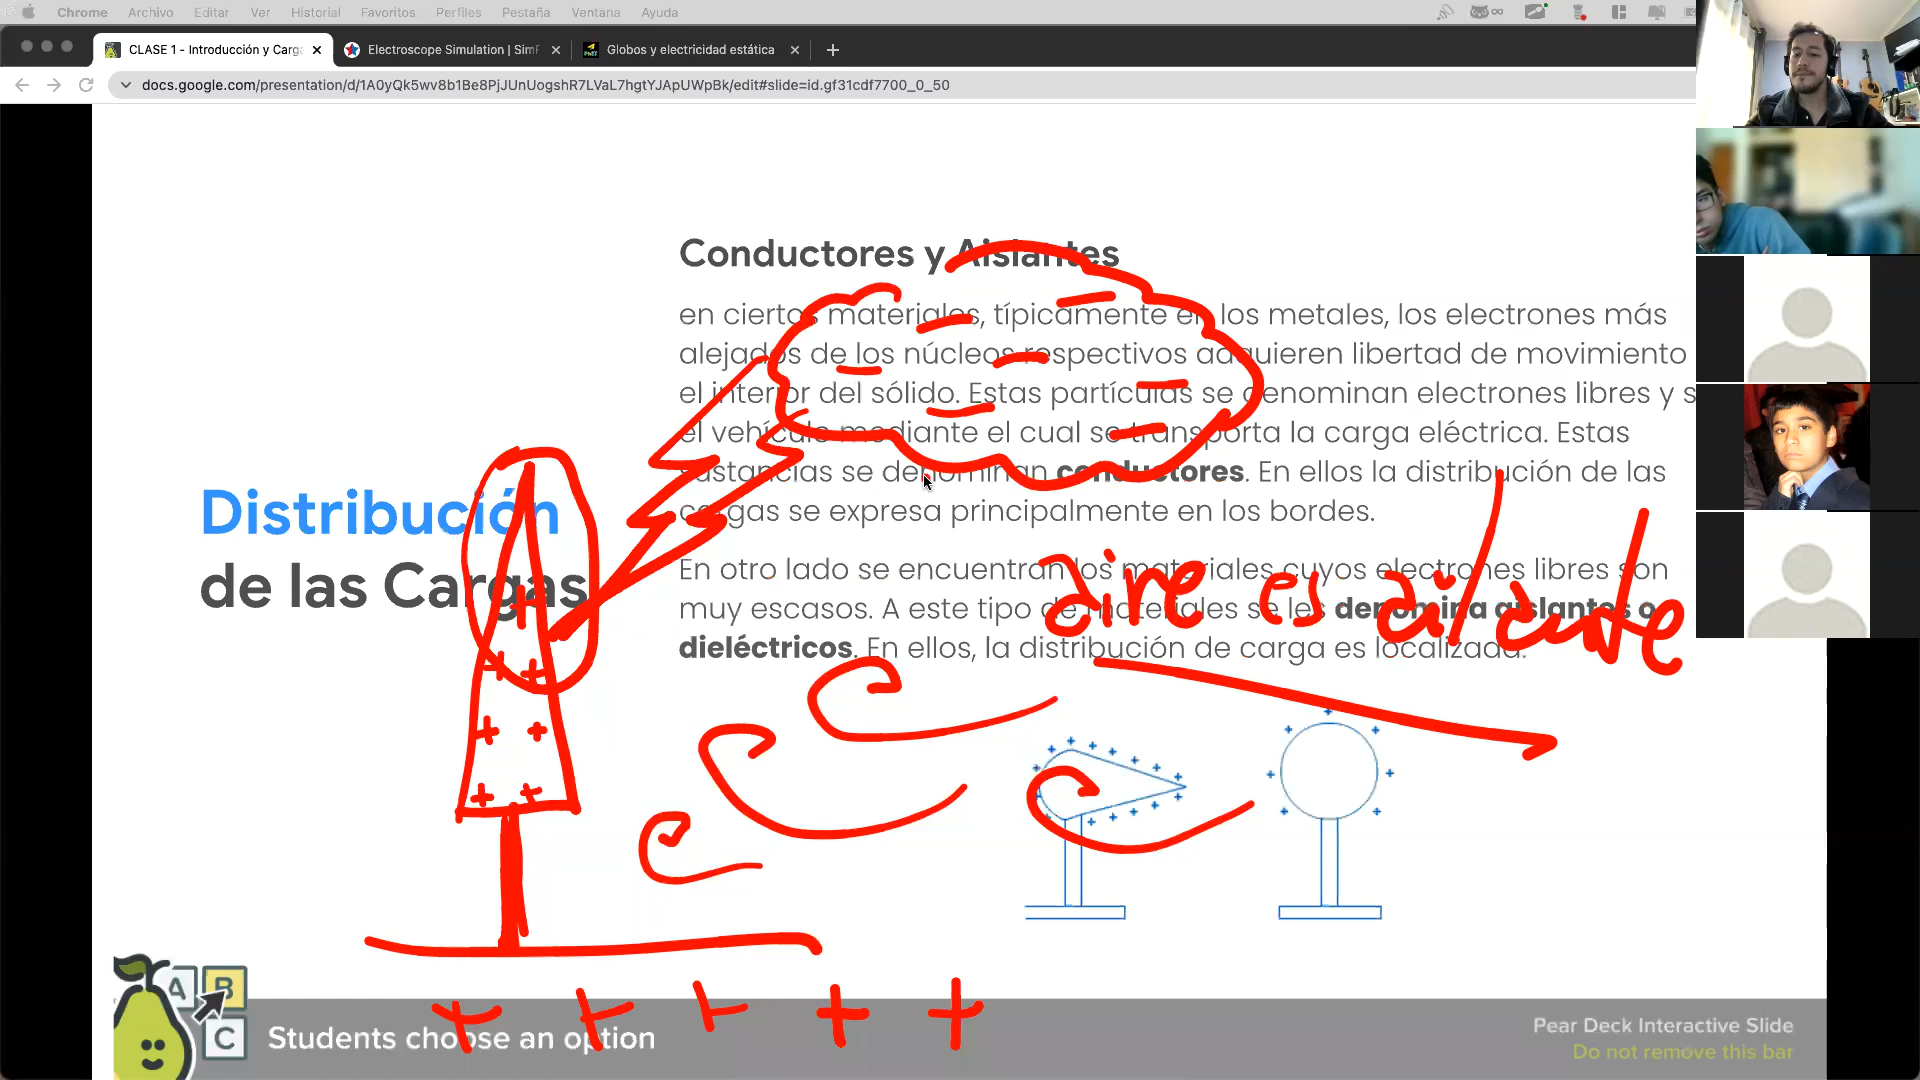 Chrome Archivo Editar Ver Historial Favoritos Perfiles Pestaña Ventana Ayuda
CLASE 1 - Introducción y Carga
Electroscope Simulation | SimF
Globos y electricidad estática
docs.google.com/presentation/d/1A0yQk5wv8b1Be8PjJUnUogshR7LVaL7hgtYJApUWpBk/edit#slide=id.gf31cdf7700_0_50
Distribución
de las Cargas
Conductores y Aislantes
en ciertos materiales, típicamente en los metales, los electrones más
alejados de los núcleos respectivos adquieren libertad de movimiento
el interior del sólido. Estas partículas se denominan electrones libres y s
el vehículo mediante el cual se transporta la carga eléctrica. Estas
sustancias se denominan conductores. En ellos la distribución de las
cargas se expresa principalmente en los bordes.
En otro lado se encuentran los materiales cuyos electrones libres son
muy escasos. A este tipo de materiales se les denomina aislantes o
dieléctricos. En ellos, la distribución de carga es localizada.
aire es
A B
C
Students choose an option
Pear Deck Interactive Slide
Do not remove this bar